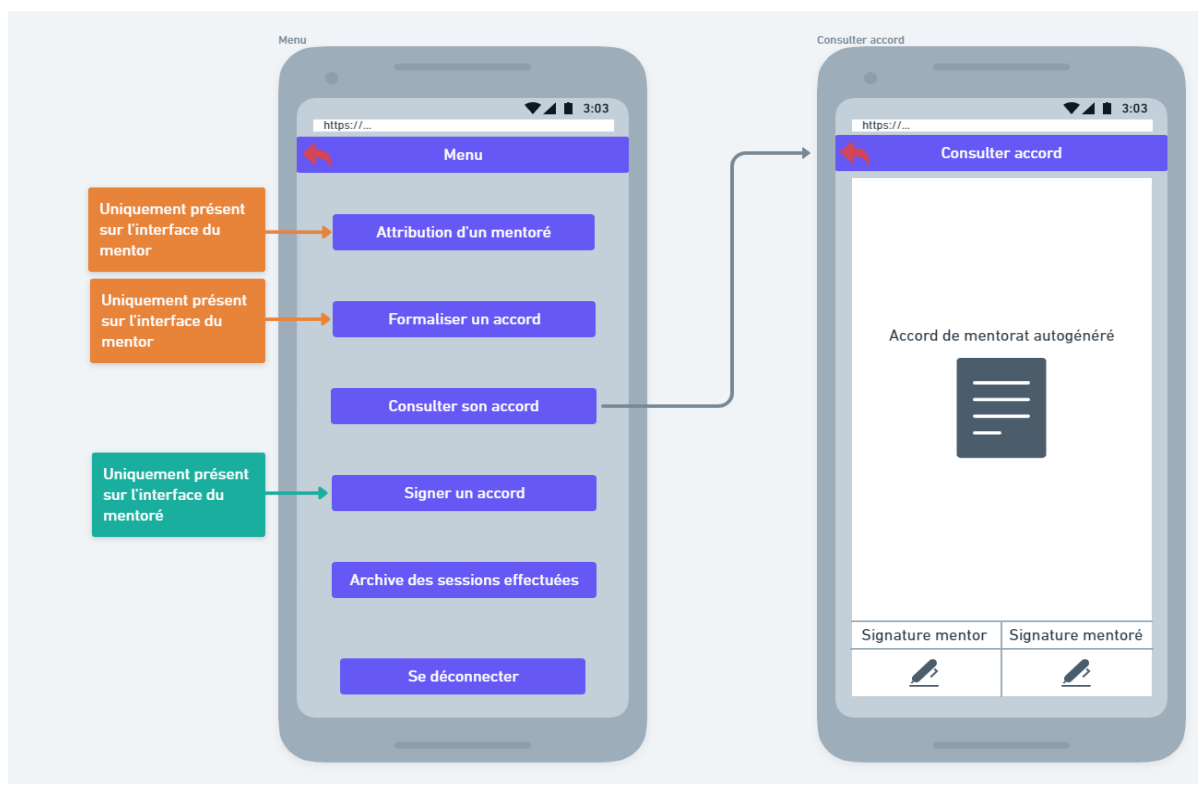 Menu
3:03
https://...
Menu
Uniquement présent
sur l'interface du
mentor
Attribution d'un mentoré
Uniquement présent
sur l'interface du
mentor
Formaliser un accord
Consulter son accord
Uniquement présent
sur l'interface du
mentoré
Signer un accord
Archive des sessions effectuées
Se déconnecter
Consulter accord
3:03
https://...
Consulter accord
Accord de mentorat autogénéré
Signature mentor
Signature mentoré